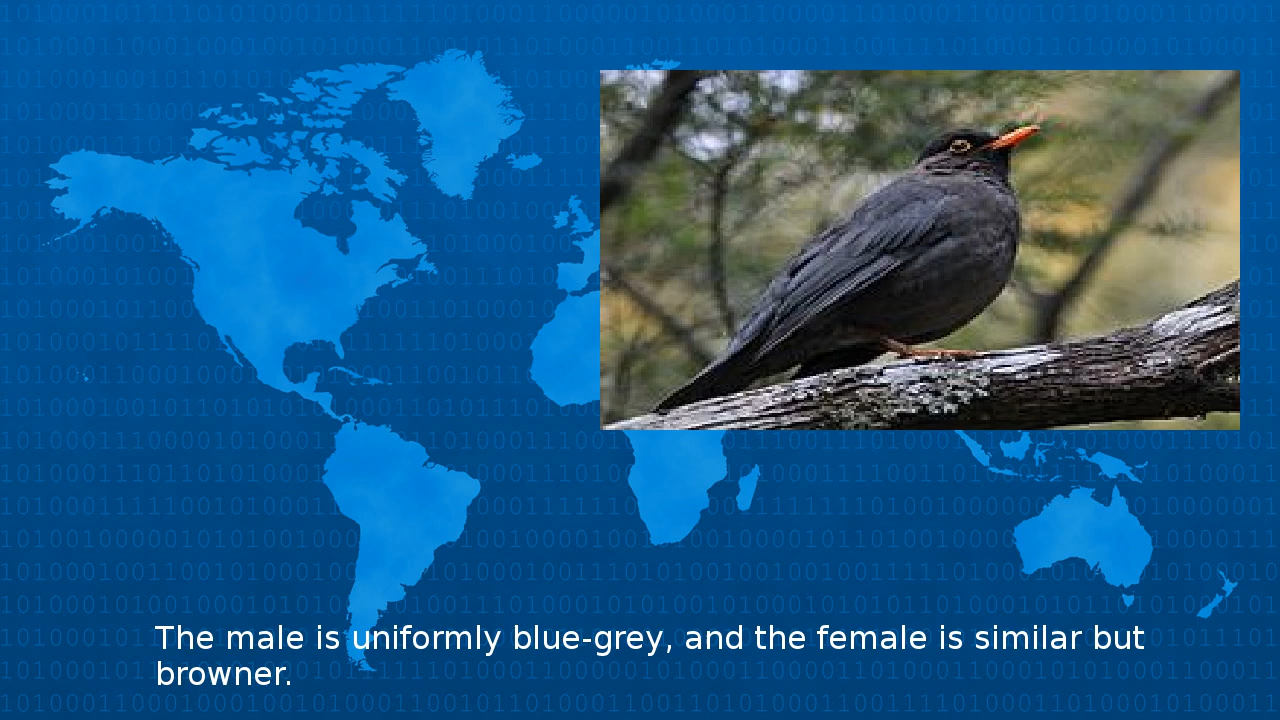 The male is uniformly blue-grey, and the female is similar but
browner.